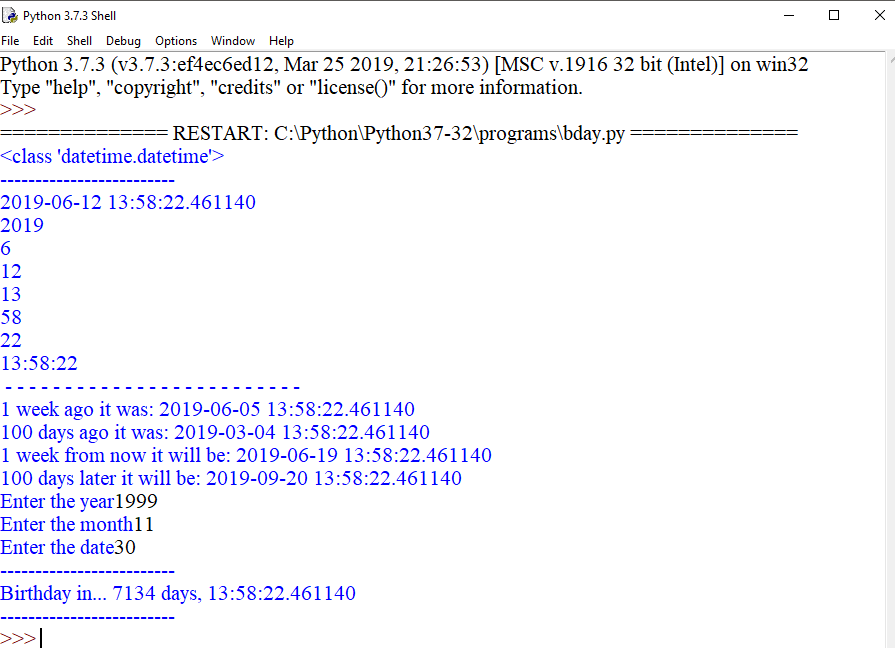 Python 3.7.3 Shell
File Edit Shell Debug Options Window Help
Python 3.7.3 (v3.7.3:ef4ec6ed12, Mar 25 2019, 21:26:53) [MSC v.1916 32 bit (Intel)] on win32
Type "help", "copyright", "credits" or "license()" for more information.
>>>
============== RESTART: C:\Python\Python37-32\programs\bday.py ==============
<class 'datetime.datetime'>
-------------------------
2019-06-12 13:58:22.461140
2019
6
12
13
58
22
13:58:22
- - - - - - - - - - - - - - - - - - - - - - - - -
1 week ago it was: 2019-06-05 13:58:22.461140
100 days ago it was: 2019-03-04 13:58:22.461140
1 week from now it will be: 2019-06-19 13:58:22.461140
100 days later it will be: 2019-09-20 13:58:22.461140
Enter the year1999
Enter the month11
Enter the date30
-------------------------
Birthday in... 7134 days, 13:58:22.461140
-------------------------
>>>